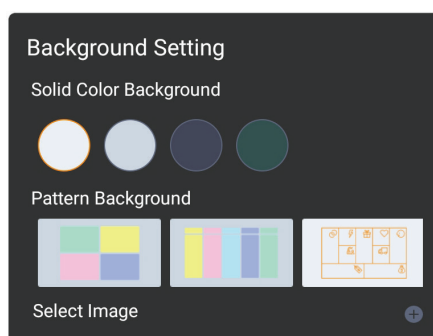 Background Setting
Solid Color Background
Pattern Background
Select Image